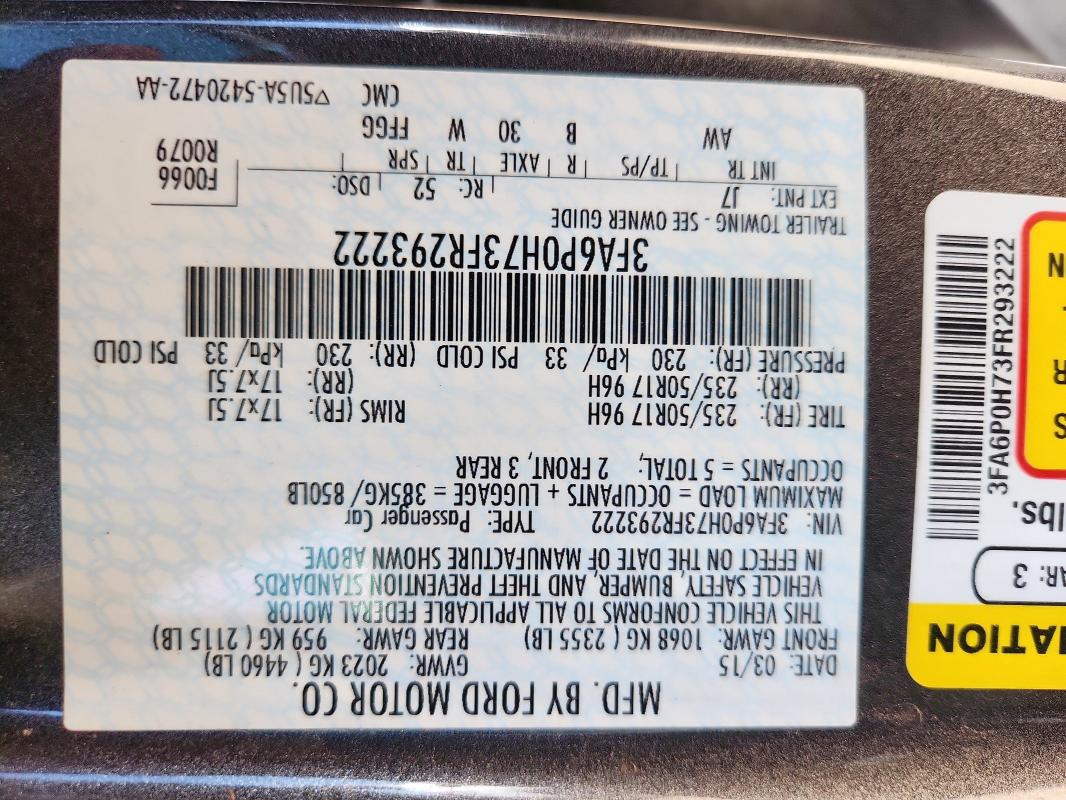 MFD. BY FORD MOTOR CO.
DATE: 03/15 GVWR: 2023 KG ( 4460 LB)
FRONT GAWR: 1068 KG ( 2355 LB) REAR GAWR: 959 KG ( 2115 LB)
THIS VEHICLE CONFORMS TO ALL APPLICABLE FEDERAL MOTOR
VEHICLE SAFETY, BUMPER, AND THEFT PREVENTION STANDARDS
IN EFFECT ON THE DATE OF MANUFACTURE SHOWN ABOVE.
VIN: 3FA6P0H73FR293222 TYPE: Passenger Car
MAXIMUM LOAD = OCCUPANTS + LUGGAGE = 385KG/ 850LB
OCCUPANTS = 5 TOTAL; 2 FRONT, 3 REAR
TIRE (FR): 235/50R17 96H RIMS (FR): 17x7.5J
(RR): 235/50R17 96H (RR): 17x7.5J
PRESSURE (FR): 230 kPa/ 33 PSI COLD (RR): 230 kPa/ 33 PSI COLD
3FA6P0H73FR293222
TRAILER TOWING - SEE OWNER GUIDE
EXT PNT: J7 RC: 52 DSO: F0066
INT TR TP/PS R AXLE TR SPR R0079
AW B 30 W FFGG
CMC ▽5U5A-5420472-AA
MATION
AR: 3
lbs.
S
R
N
3FA6P0H73FR293222